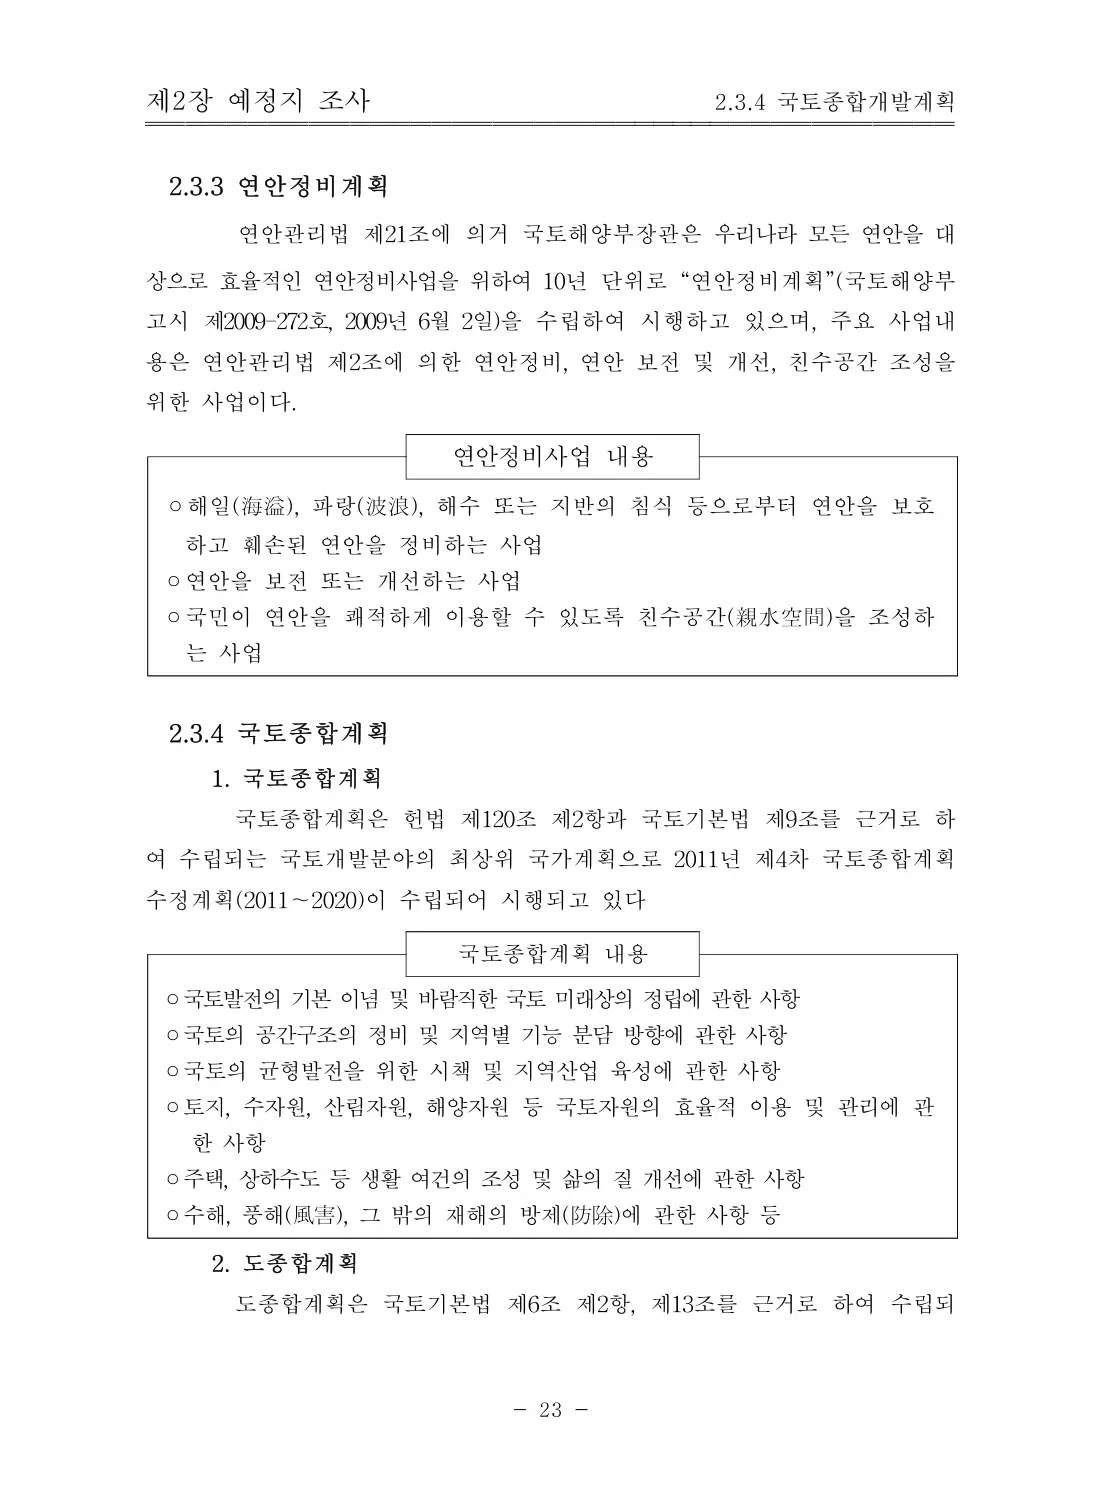 제2장 예정지 조사
2.3.4 국토종합개발계획
2.3.3 연안정비계획
연안관리법 제21조에 의거 국토해양부장관은 우리나라 모든 연안을 대
상으로 효율적인 연안정비사업을 위하여 10년 단위로 “연안정비계획”(국토해양부
고시 제2009-272호, 2009년 6월 2일)을 수립하여 시행하고 있으며, 주요 사업내
용은 연안관리법 제2조에 의한 연안정비, 연안 보전 및 개선, 친수공간 조성을
위한 사업이다.
연안정비사업 내용
○해일(海溢), 파랑(波浪), 해수 또는 지반의 침식 등으로부터 연안을 보호
하고 훼손된 연안을 정비하는 사업
○연안을 보전 또는 개선하는 사업
○국민이 연안을 쾌적하게 이용할 수 있도록 친수공간(親水空間)을 조성하
는 사업
2.3.4 국토종합계획
1. 국토종합계획
국토종합계획은 헌법 제120조 제2항과 국토기본법 제9조를 근거로 하
여 수립되는 국토개발분야의 최상위 국가계획으로 2011년 제4차 국토종합계획
수정계획(2011～2020)이 수립되어 시행되고 있다
국토종합계획 내용
○국토발전의 기본 이념 및 바람직한 국토 미래상의 정립에 관한 사항
○국토의 공간구조의 정비 및 지역별 기능 분담 방향에 관한 사항
○국토의 균형발전을 위한 시책 및 지역산업 육성에 관한 사항
○토지, 수자원, 산림자원, 해양자원 등 국토자원의 효율적 이용 및 관리에 관
한 사항
○주택, 상하수도 등 생활 여건의 조성 및 삶의 질 개선에 관한 사항
○수해, 풍해(風害), 그 밖의 재해의 방제(防除)에 관한 사항 등
2. 도종합계획
도종합계획은 국토기본법 제6조 제2항, 제13조를 근거로 하여 수립되
- 23 -